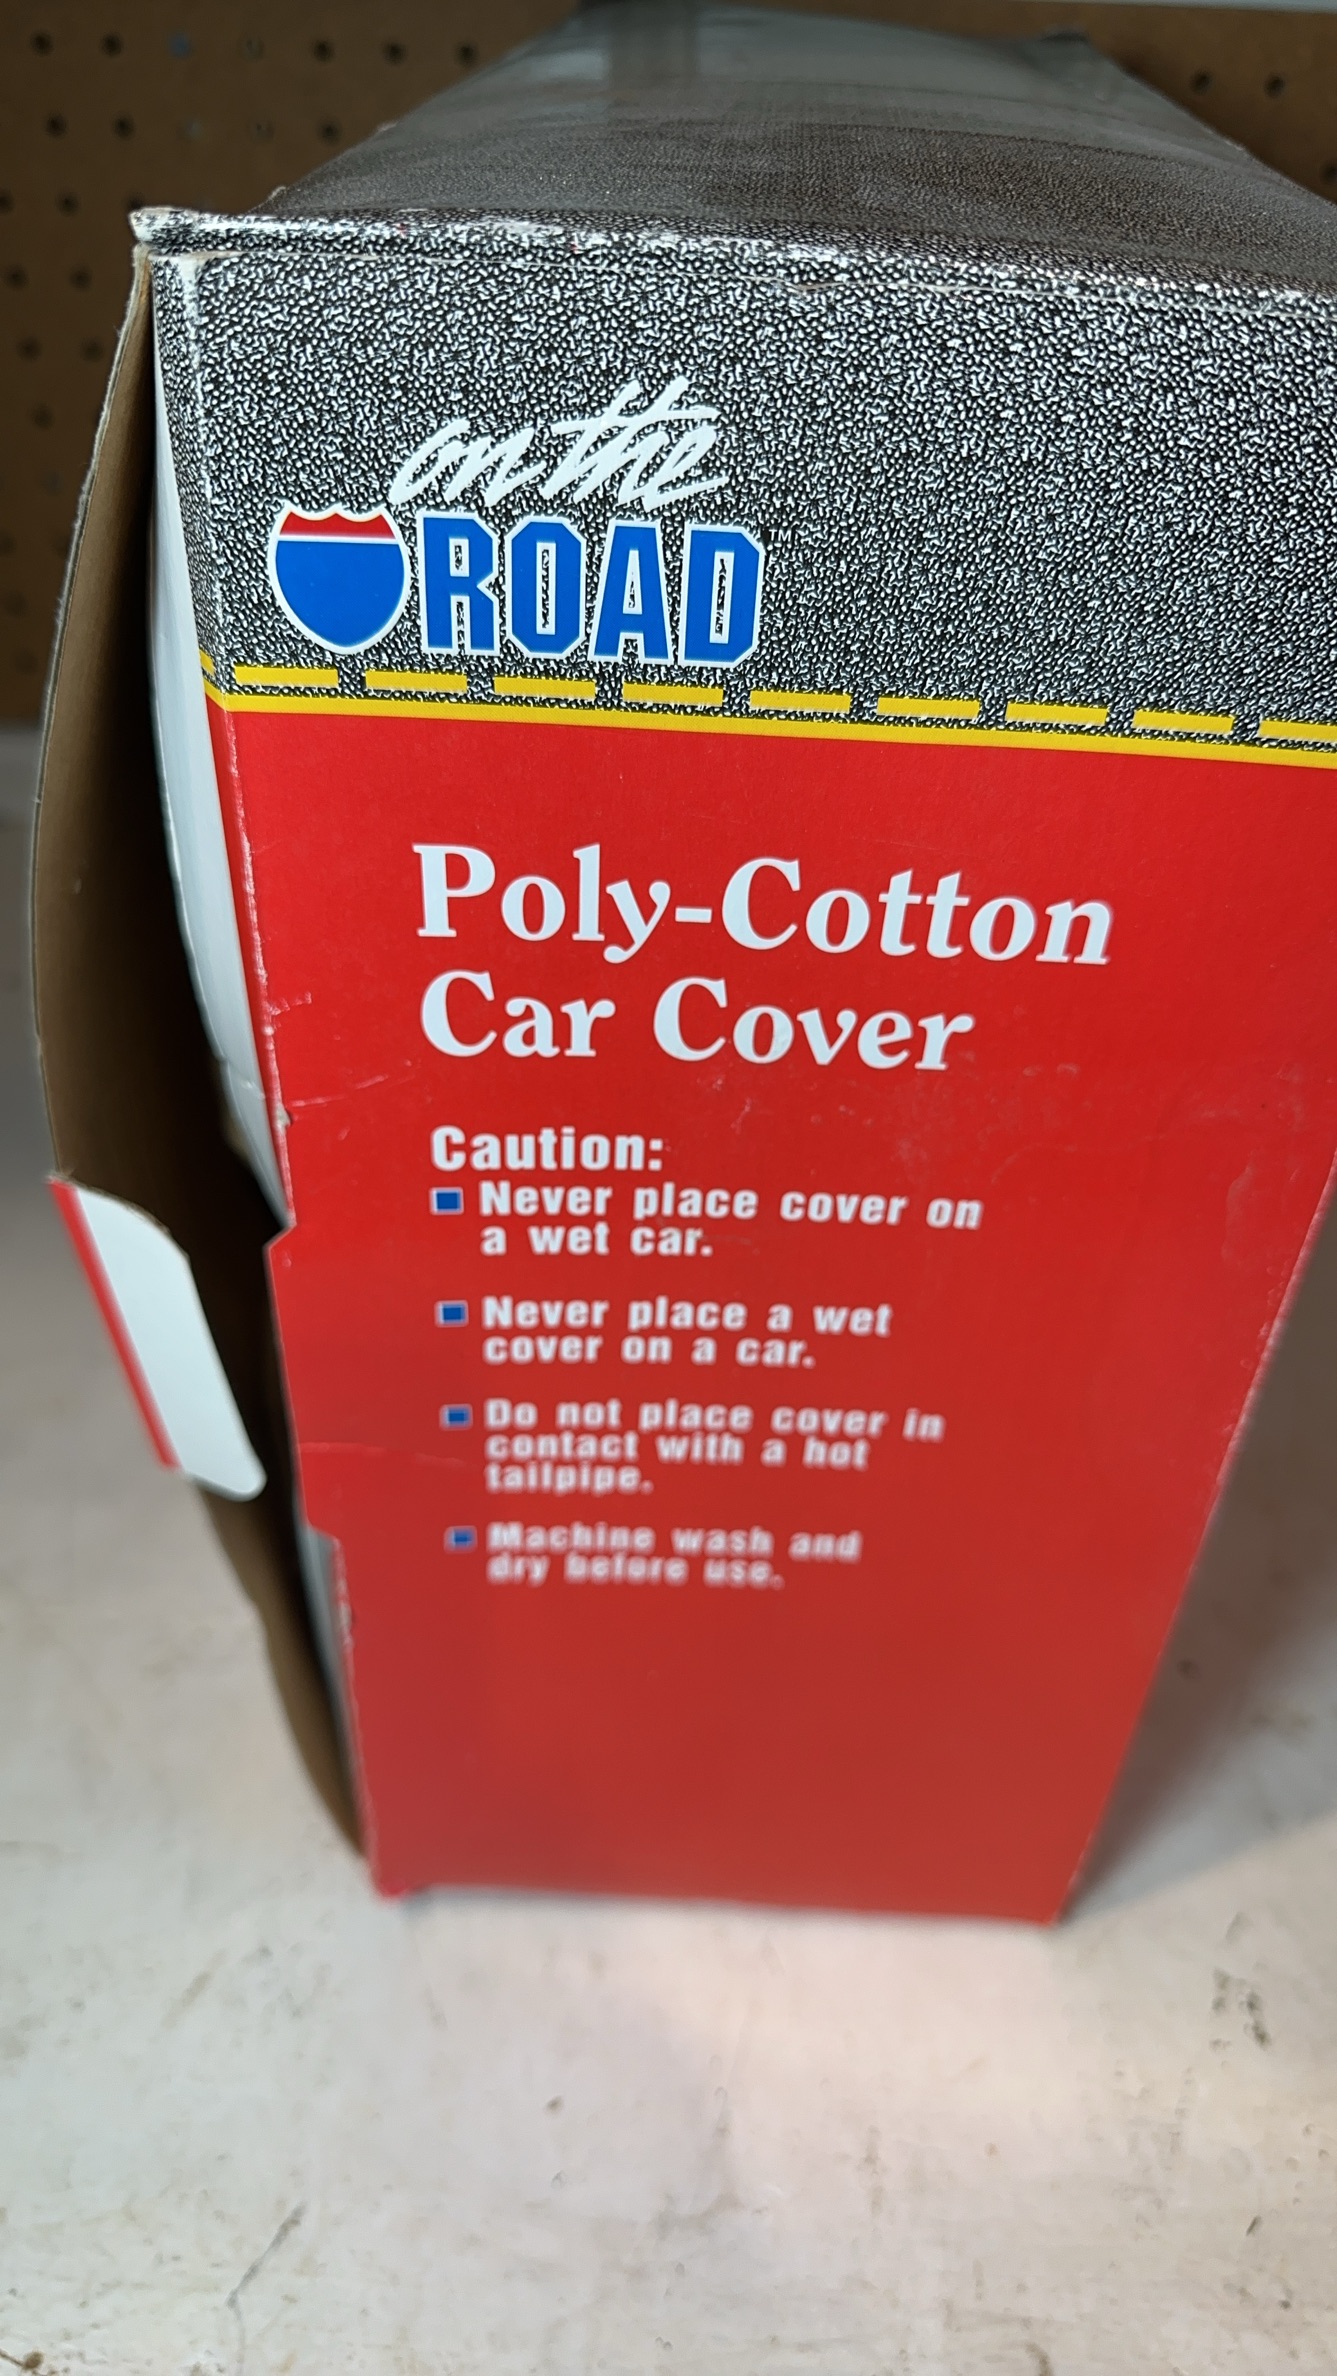 on the
ROAD™
Poly-Cotton
Car Cover
Caution:
Never place cover on
a wet car.
Never place a wet
cover on a car.
Do not place cover in
contact with a hot
tailpipe.
Machine wash and
dry before use.